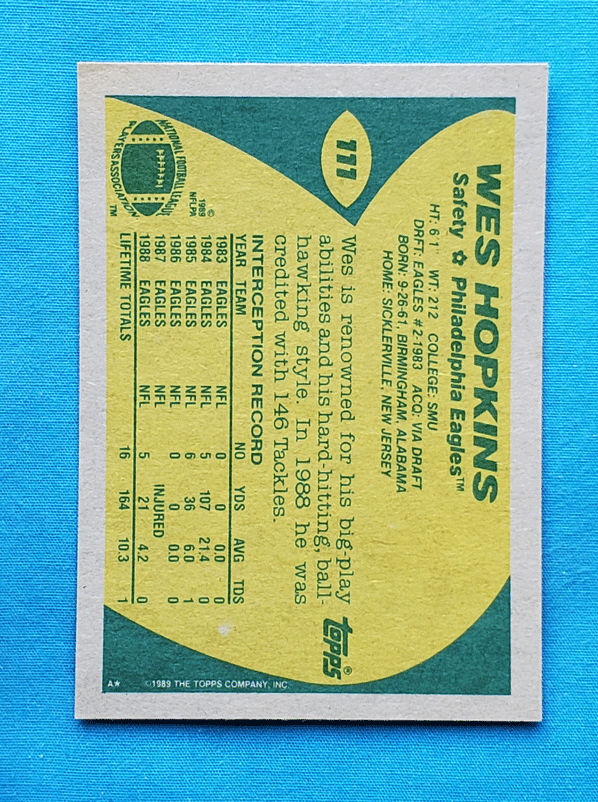 111
WES HOPKINS
Safety ✩ Philadelphia Eagles™
HT: 6'1" WT: 212 COLLEGE: SMU
DRFT: EAGLES #2-1983 ACQ: VIA DRAFT
BORN: 9-26-61, BIRMINGHAM, ALABAMA
HOME: SICKLERVILLE, NEW JERSEY
Wes is renowned for his big-play
abilities and his hard-hitting, ball-
hawking style. In 1988 he was
credited with 146 Tackles.
topps®
INTERCEPTION RECORD
YEAR TEAM NO YDS AVG TDS
1983 EAGLES NFL 0 0 0.0 0
1984 EAGLES NFL 5 107 21.4 0
1985 EAGLES NFL 6 36 6.0 1
1986 EAGLES NFL 0 0 0.0 0
1987 EAGLES NFL INJURED
1988 EAGLES NFL 5 21 4.2 0
LIFETIME TOTALS 16 164 10.3 1
NATIONAL FOOTBALL LEAGUE
PLAYERS ASSOCIATION
™
©
1989
NFLPA
A★ ©1989 THE TOPPS COMPANY, INC.